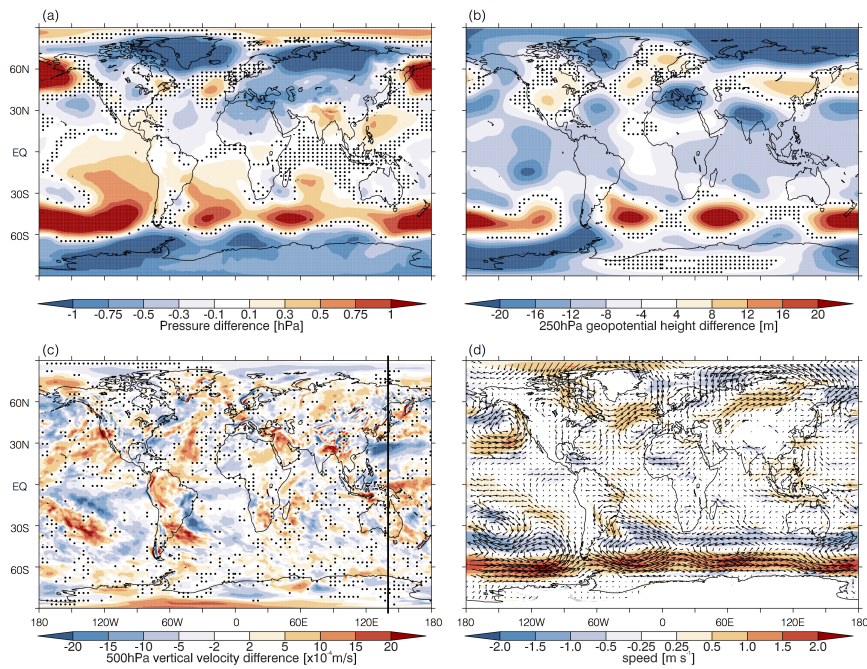 (a)
(b)
60N
30N
EQ
30S
60S
-1 -0.75 -0.5 -0.3 -0.1 0.1 0.3 0.5 0.75 1
Pressure difference [hPa]
-20 -16 -12 -8 -4 4 8 12 16 20
250hPa geopotential height difference [m]
(c)
(d)
60N
30N
EQ
30S
60S
180 120W 60W 0 60E 120E 180
180 120W 60W 0 60E 120E 180
-20 -15 -10 -5 -2 2 5 10 15 20
500hPa vertical velocity difference [x10⁻⁴m/s]
-2.0 -1.5 -1.0 -0.5 -0.25 0.25 0.5 1.0 1.5 2.0
speed [m s⁻¹]